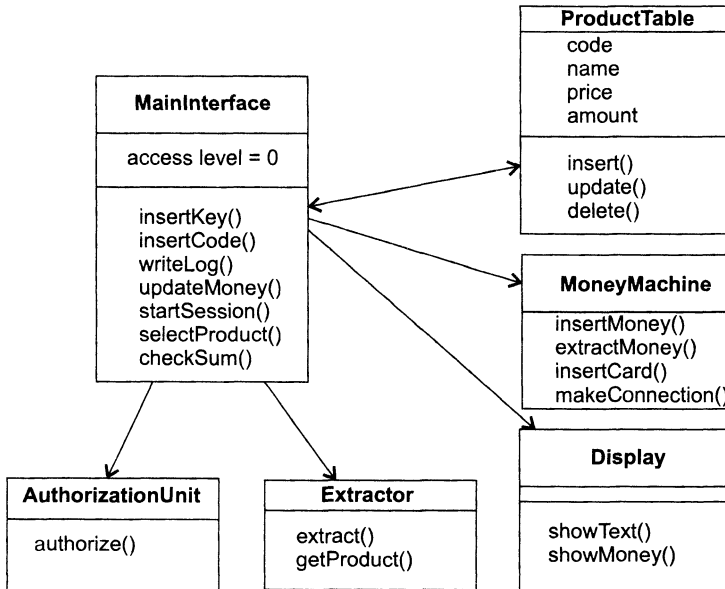 ProductTable
code
name
price
amount
insert()
update()
delete()
MainInterface
access level = 0
insertKey()
insertCode()
writeLog()
updateMoney()
startSession()
selectProduct()
checkSum()
MoneyMachine
insertMoney()
extractMoney()
insertCard()
makeConnection()
Display
showText()
showMoney()
AuthorizationUnit
authorize()
Extractor
extract()
getProduct()